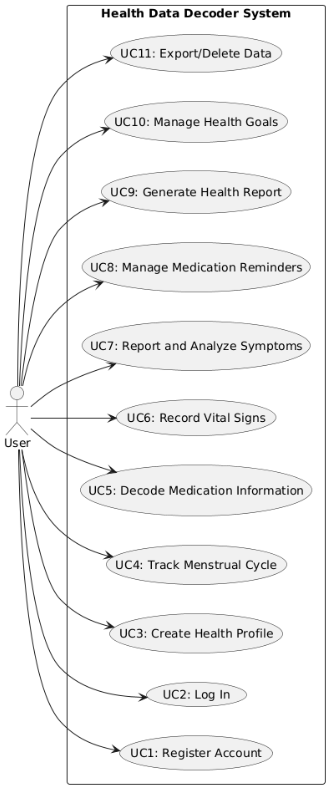 Health Data Decoder System
UC11: Export/Delete Data
UC10: Manage Health Goals
UC9: Generate Health Report
UC8: Manage Medication Reminders
UC7: Report and Analyze Symptoms
UC6: Record Vital Signs
User
UC5: Decode Medication Information
UC4: Track Menstrual Cycle
UC3: Create Health Profile
UC2: Log In
UC1: Register Account